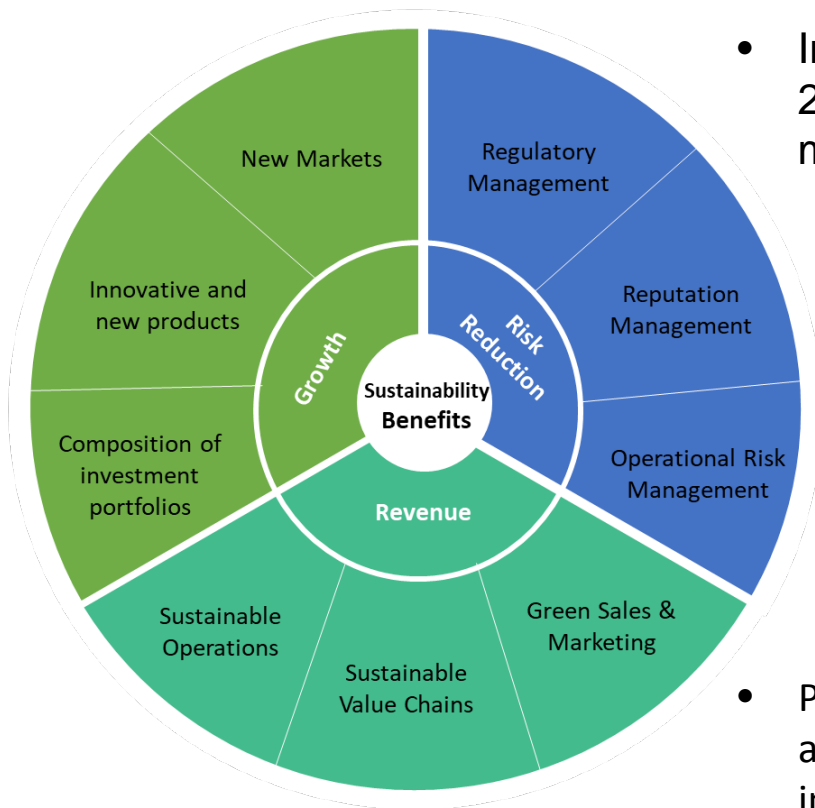 New Markets
Regulatory
Management
Innovative and
new products
Reputation
Management
Growth
Risk
Reduction
Sustainability
Benefits
Composition of
investment
portfolios
Operational Risk
Management
Revenue
Sustainable
Operations
Sustainable
Value Chains
Green Sales &
Marketing
•
•